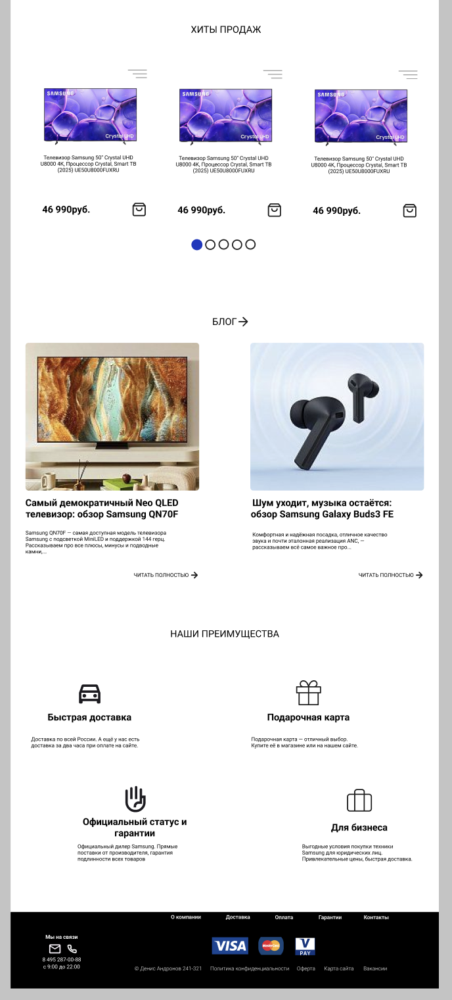 ХИТЫ ПРОДАЖ
SAMSUNG
Crystal UHD
Телевизор Samsung 50" Crystal UHD
U8000 4K, Процессор Crystal, Smart ТВ
(2025) UE50U8000FUXRU
46 990руб.
SAMSUNG
Crystal UHD
Телевизор Samsung 50" Crystal UHD
U8000 4K, Процессор Crystal, Smart ТВ
(2025) UE50U8000FUXRU
46 990руб.
SAMSUNG
Crystal UHD
Телевизор Samsung 50" Crystal UHD
U8000 4K, Процессор Crystal, Smart ТВ
(2025) UE50U8000FUXRU
46 990руб.
БЛОГ
Самый демократичный Neo QLED
телевизор: обзор Samsung QN70F
Samsung QN70F — самая доступная модель телевизора
Samsung с подсветкой MiniLED и поддержкой 144 герц.
Рассказываем про все плюсы, минусы и подводные
камни,...
ЧИТАТЬ ПОЛНОСТЬЮ
Шум уходит, музыка остаётся:
обзор Samsung Galaxy Buds3 FE
Комфортная и надёжная посадка, отличное качество
звука и почти эталонная реализация ANC, —
рассказываем всё самое важное про...
ЧИТАТЬ ПОЛНОСТЬЮ
НАШИ ПРЕИМУЩЕСТВА
Быстрая доставка
Доставка по всей России. А ещё у нас есть
доставка за два часа при оплате на сайте.
Подарочная карта
Подарочная карта — отличный выбор.
Купите её в магазине или на нашем сайте.
Официальный статус и
гарантии
Официальный дилер Samsung. Прямые
поставки от производителя, гарантия
подлинности всех товаров
Для бизнеса
Выгодные условия покупки техники
Samsung для юридических лиц.
Привлекательные цены, быстрая доставка.
О компании Доставка Оплата Гарантии Контакты
Мы на связи
8 495 287-00-88
с 9:00 до 22:00
VISA
MasterCard
V
PAY
© Денис Андронов 241-321 Политика конфиденциальности Оферта Карта сайта Вакансии